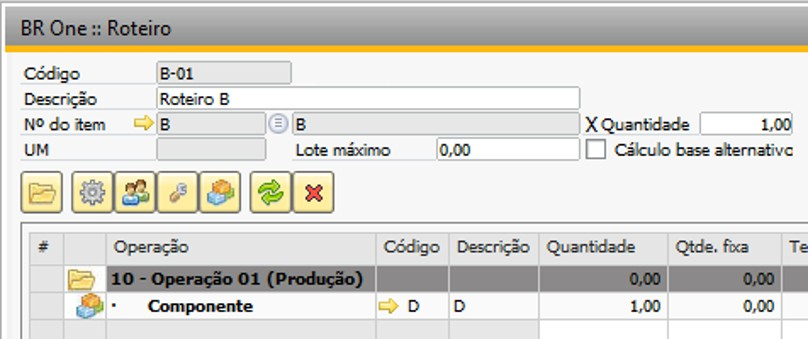 BR One :: Roteiro
Código B-01
Descrição Roteiro B
Nº do item B B X Quantidade 1,00
UM Lote máximo 0,00 Cálculo base alternativo
# Operação Código Descrição Quantidade Qtde. fixa Te
10 - Operação 01 (Produção) 0,00 0,00
· Componente D D 1,00 0,00